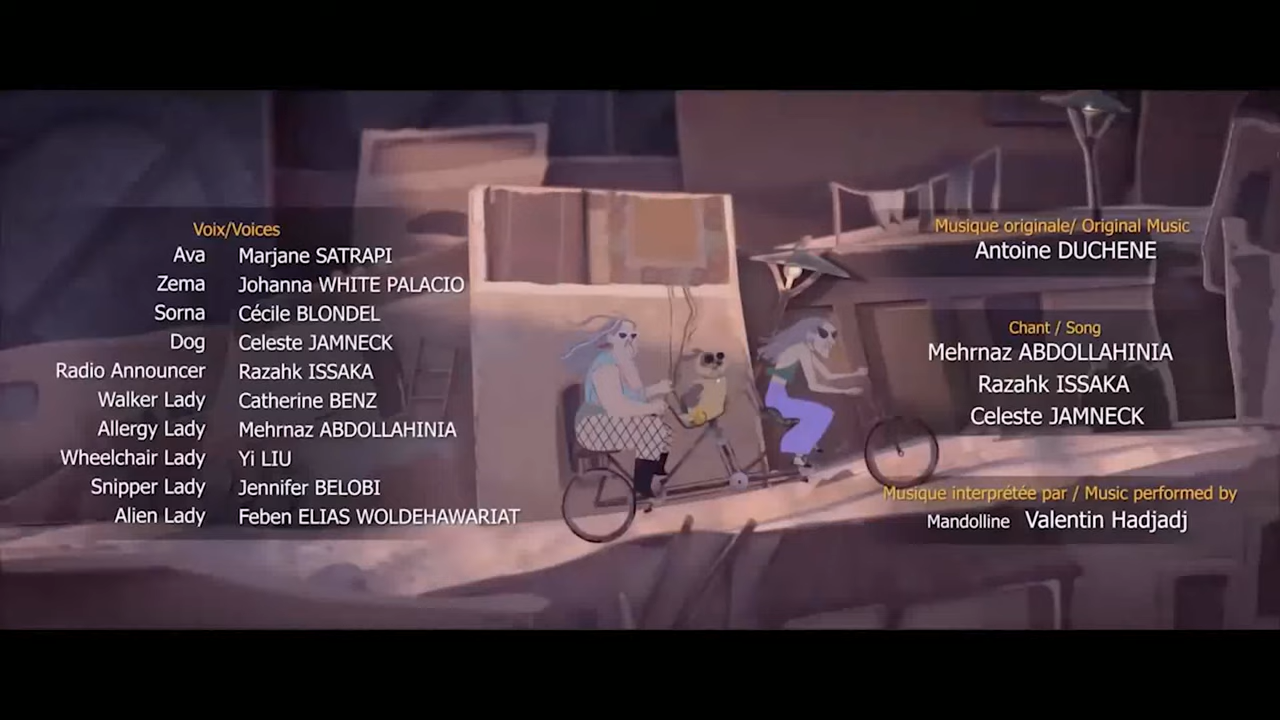 Voix/Voices
Ava Marjane SATRAPI
Zema Johanna WHITE PALACIO
Sorna Cécile BLONDEL
Dog Celeste JAMNECK
Radio Announcer Razahk ISSAKA
Walker Lady Catherine BENZ
Allergy Lady Mehrnaz ABDOLLAHINIA
Wheelchair Lady Yi LIU
Snipper Lady Jennifer BELOBI
Alien Lady Feben ELIAS WOLDEHAWARIAT
Musique originale/ Original Music
Antoine DUCHENE
Chant / Song
Mehrnaz ABDOLLAHINIA
Razahk ISSAKA
Celeste JAMNECK
Musique interprétée par / Music performed by
Mandolline Valentin Hadjadj